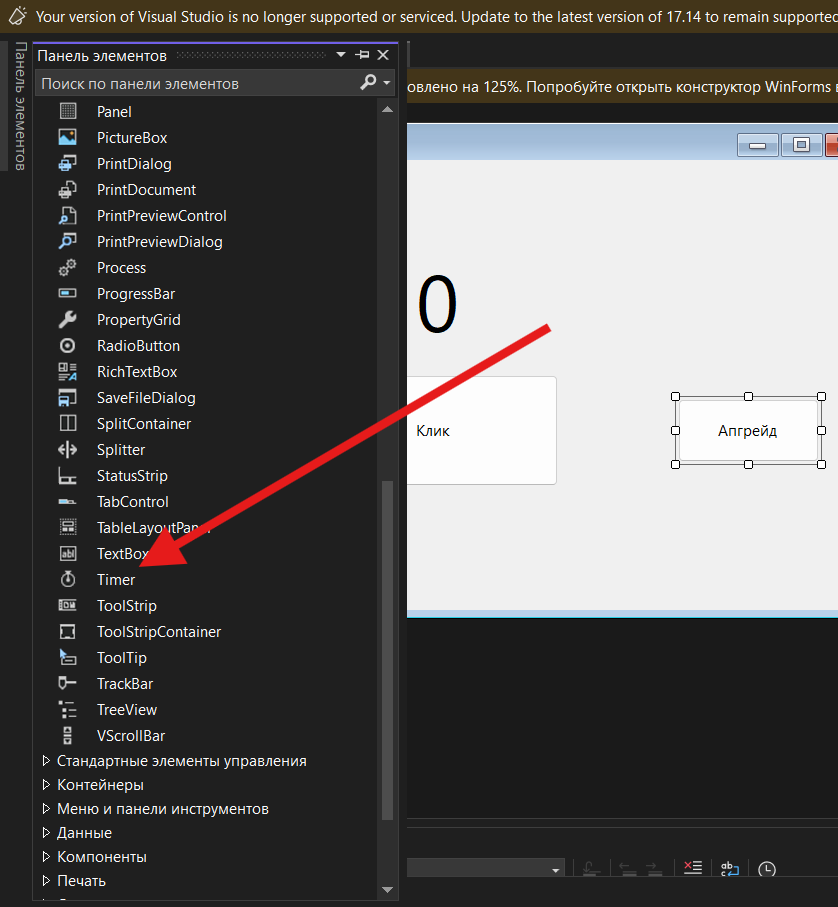 Your version of Visual Studio is no longer supported or serviced. Update to the latest version of 17.14 to remain supported
Панель элементов
Панель элементов
Поиск по панели элементов
овлено на 125%. Попробуйте открыть конструктор WinForms в
Panel
PictureBox
PrintDialog
PrintDocument
PrintPreviewControl
PrintPreviewDialog
Process
ProgressBar
PropertyGrid
RadioButton
RichTextBox
SaveFileDialog
SplitContainer
Splitter
StatusStrip
TabControl
TableLayoutPanel
TextBox
Timer
ToolStrip
ToolStripContainer
ToolTip
TrackBar
TreeView
VScrollBar
Стандартные элементы управления
Контейнеры
Меню и панели инструментов
Данные
Компоненты
Печать
0
Клик
Апгрейд